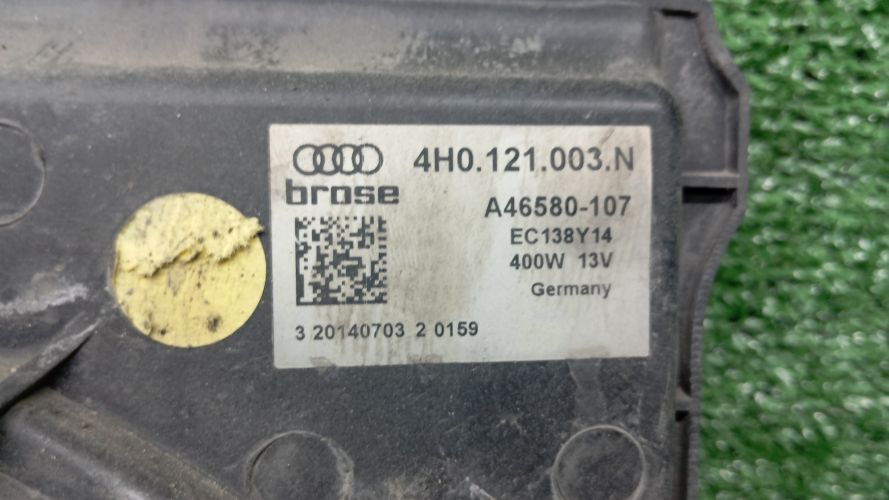 4H0.121.003.N
brose
A46580-107
EC138Y14
400W 13V
Germany
3 20140703 2 0159